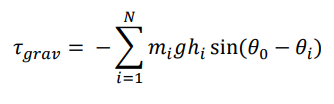 τ_grav = − ∑_{i=1}^{N} m_i g h_i sin(θ_0 − θ_i)